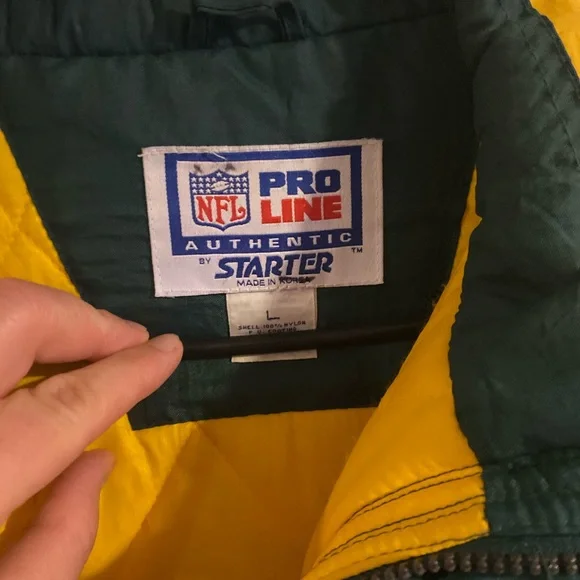 NFL
PRO
LINE
AUTHENTIC
™
BY STARTER
MADE IN KOREA
L
SHELL 100% NYLON